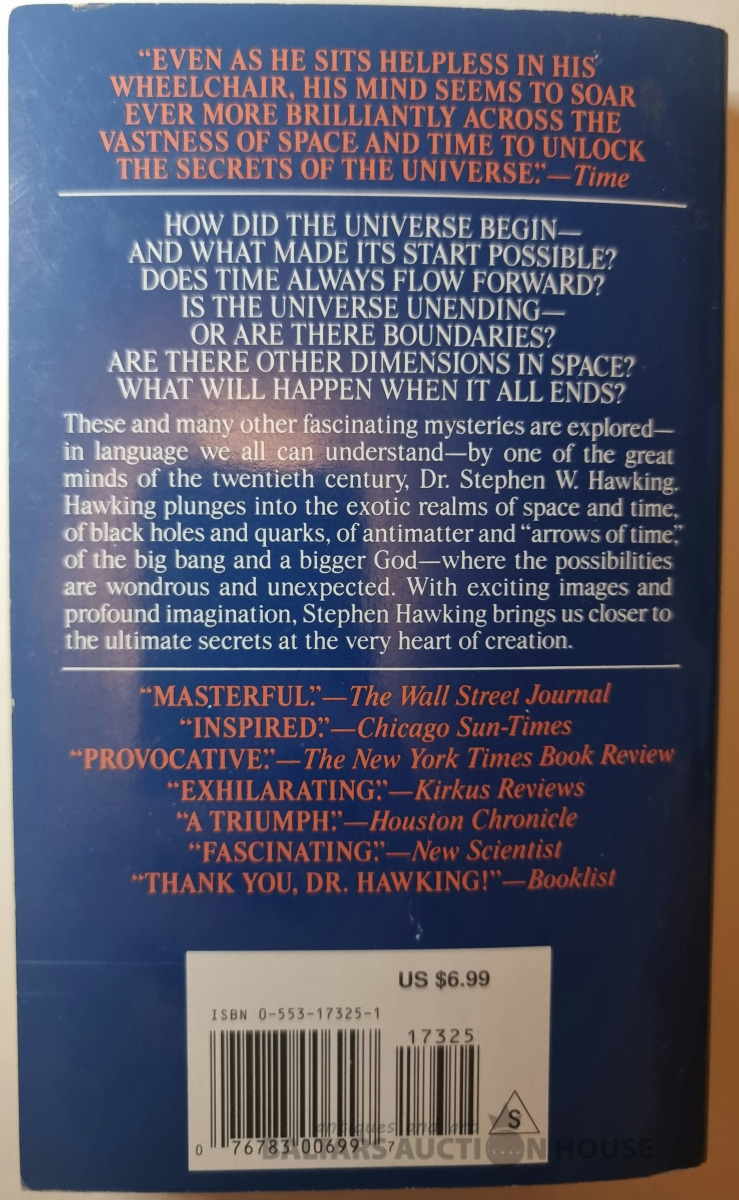 “EVEN AS HE SITS HELPLESS IN HIS
WHEELCHAIR, HIS MIND SEEMS TO SOAR
EVER MORE BRILLIANTLY ACROSS THE
VASTNESS OF SPACE AND TIME TO UNLOCK
THE SECRETS OF THE UNIVERSE.”—Time
HOW DID THE UNIVERSE BEGIN—
AND WHAT MADE ITS START POSSIBLE?
DOES TIME ALWAYS FLOW FORWARD?
IS THE UNIVERSE UNENDING—
OR ARE THERE BOUNDARIES?
ARE THERE OTHER DIMENSIONS IN SPACE?
WHAT WILL HAPPEN WHEN IT ALL ENDS?
These and many other fascinating mysteries are explored—
in language we all can understand—by one of the great
minds of the twentieth century, Dr. Stephen W. Hawking.
Hawking plunges into the exotic realms of space and time,
of black holes and quarks, of antimatter and “arrows of time,”
of the big bang and a bigger God—where the possibilities
are wondrous and unexpected. With exciting images and
profound imagination, Stephen Hawking brings us closer to
the ultimate secrets at the very heart of creation.
“MASTERFUL.”—The Wall Street Journal
“INSPIRED.”—Chicago Sun-Times
“PROVOCATIVE.”—The New York Times Book Review
“EXHILARATING.”—Kirkus Reviews
“A TRIUMPH.”—Houston Chronicle
“FASCINATING.”—New Scientist
“THANK YOU, DR. HAWKING!”—Booklist
US $6.99
ISBN 0-553-17325-1
17325
S
0 76783 00699 7
antiques and art
BALTARS AUCTION HOUSE